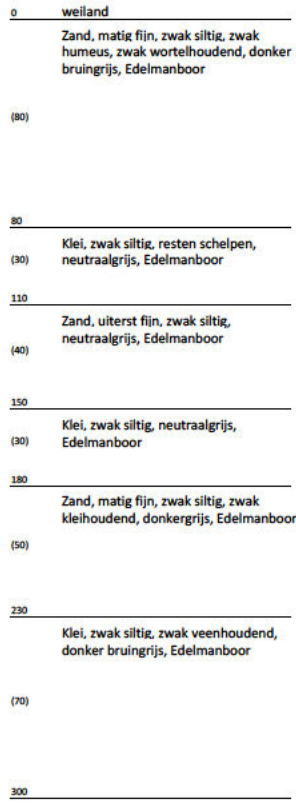 0 weiland
Zand, matig fijn, zwak siltig, zwak
humeus, zwak wortelhoudend, donker
bruingrijs, Edelmanboor
(80)
80
Klei, zwak siltig, resten schelpen,
(30) neutraalgrijs, Edelmanboor
110
Zand, uiterst fijn, zwak siltig,
neutraalgrijs, Edelmanboor
(40)
150
Klei, zwak siltig, neutraalgrijs,
(30) Edelmanboor
180
Zand, matig fijn, zwak siltig, zwak
kleihoudend, donkergrijs, Edelmanboor
(50)
230
Klei, zwak siltig, zwak veenhoudend,
donker bruingrijs, Edelmanboor
(70)
300